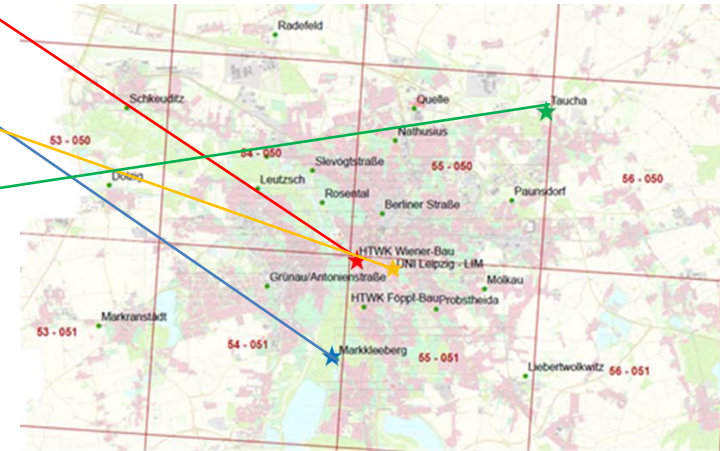 Radefeld
Schkeuditz
Quelle
Taucha
Nathusius
53 - 050
54 - 050
Slevogtstraße
55 - 050
Dölzig
Leutzsch
56 - 050
Rosental
Paunsdorf
Berliner Straße
HTWK Wiener-Bau
UNI Leipzig - LIM
Grünau/Antonienstraße
Mölkau
HTWK Föppl-Bau
Probstheida
Markranstädt
53 - 051
54 - 051
Markkleeberg
55 - 051
Liebertwolkwitz
56 - 051